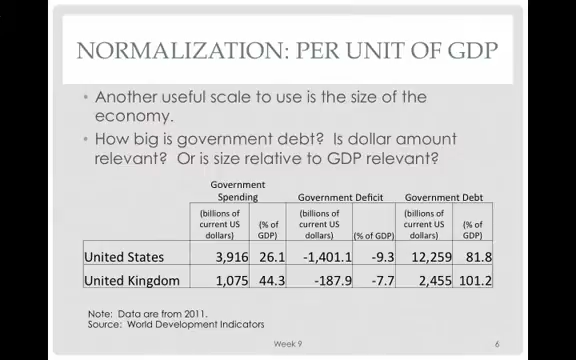 NORMALIZATION: PER UNIT OF GDP
• Another useful scale to use is the size of the
economy.
• How big is government debt? Is dollar amount
relevant? Or is size relative to GDP relevant?
Government
Spending Government Deficit Government Debt
(billions of current US dollars) (% of GDP) (billions of current US dollars) (% of GDP) (billions of current US dollars) (% of GDP)
United States 3,916 26.1 -1,401.1 -9.3 12,259 81.8
United Kingdom 1,075 44.3 -187.9 -7.7 2,455 101.2
Note: Data are from 2011.
Source: World Development Indicators
Week 9 6